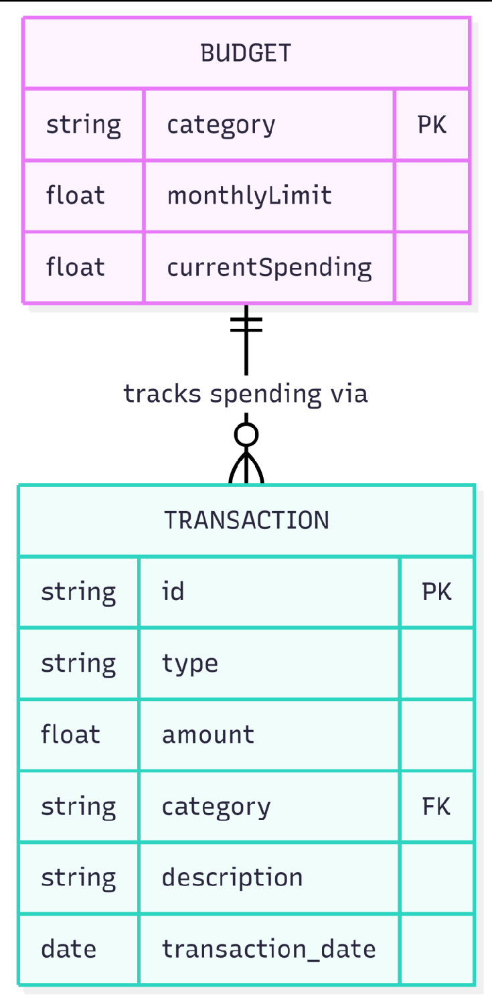 BUDGET
string category PK
float monthlyLimit
float currentSpending
tracks spending via
TRANSACTION
string id PK
string type
float amount
string category FK
string description
date transaction_date